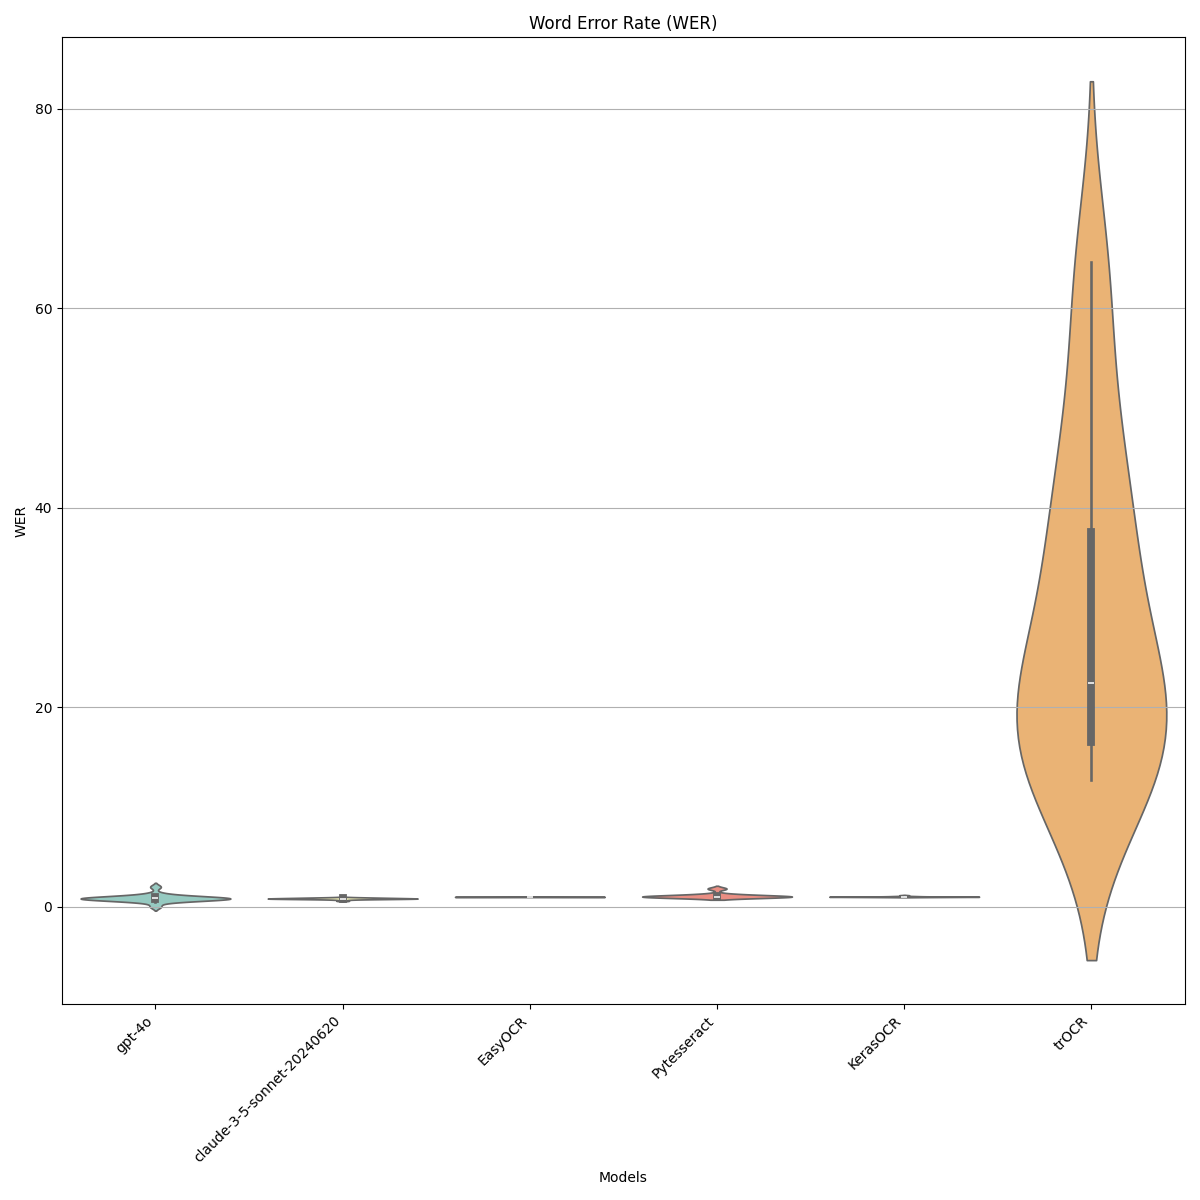 Word Error Rate (WER)
80
60
40
20
0
WER
gpt-4o
claude-3-5-sonnet-20240620
EasyOCR
Pytesseract
KerasOCR
trOCR
Models